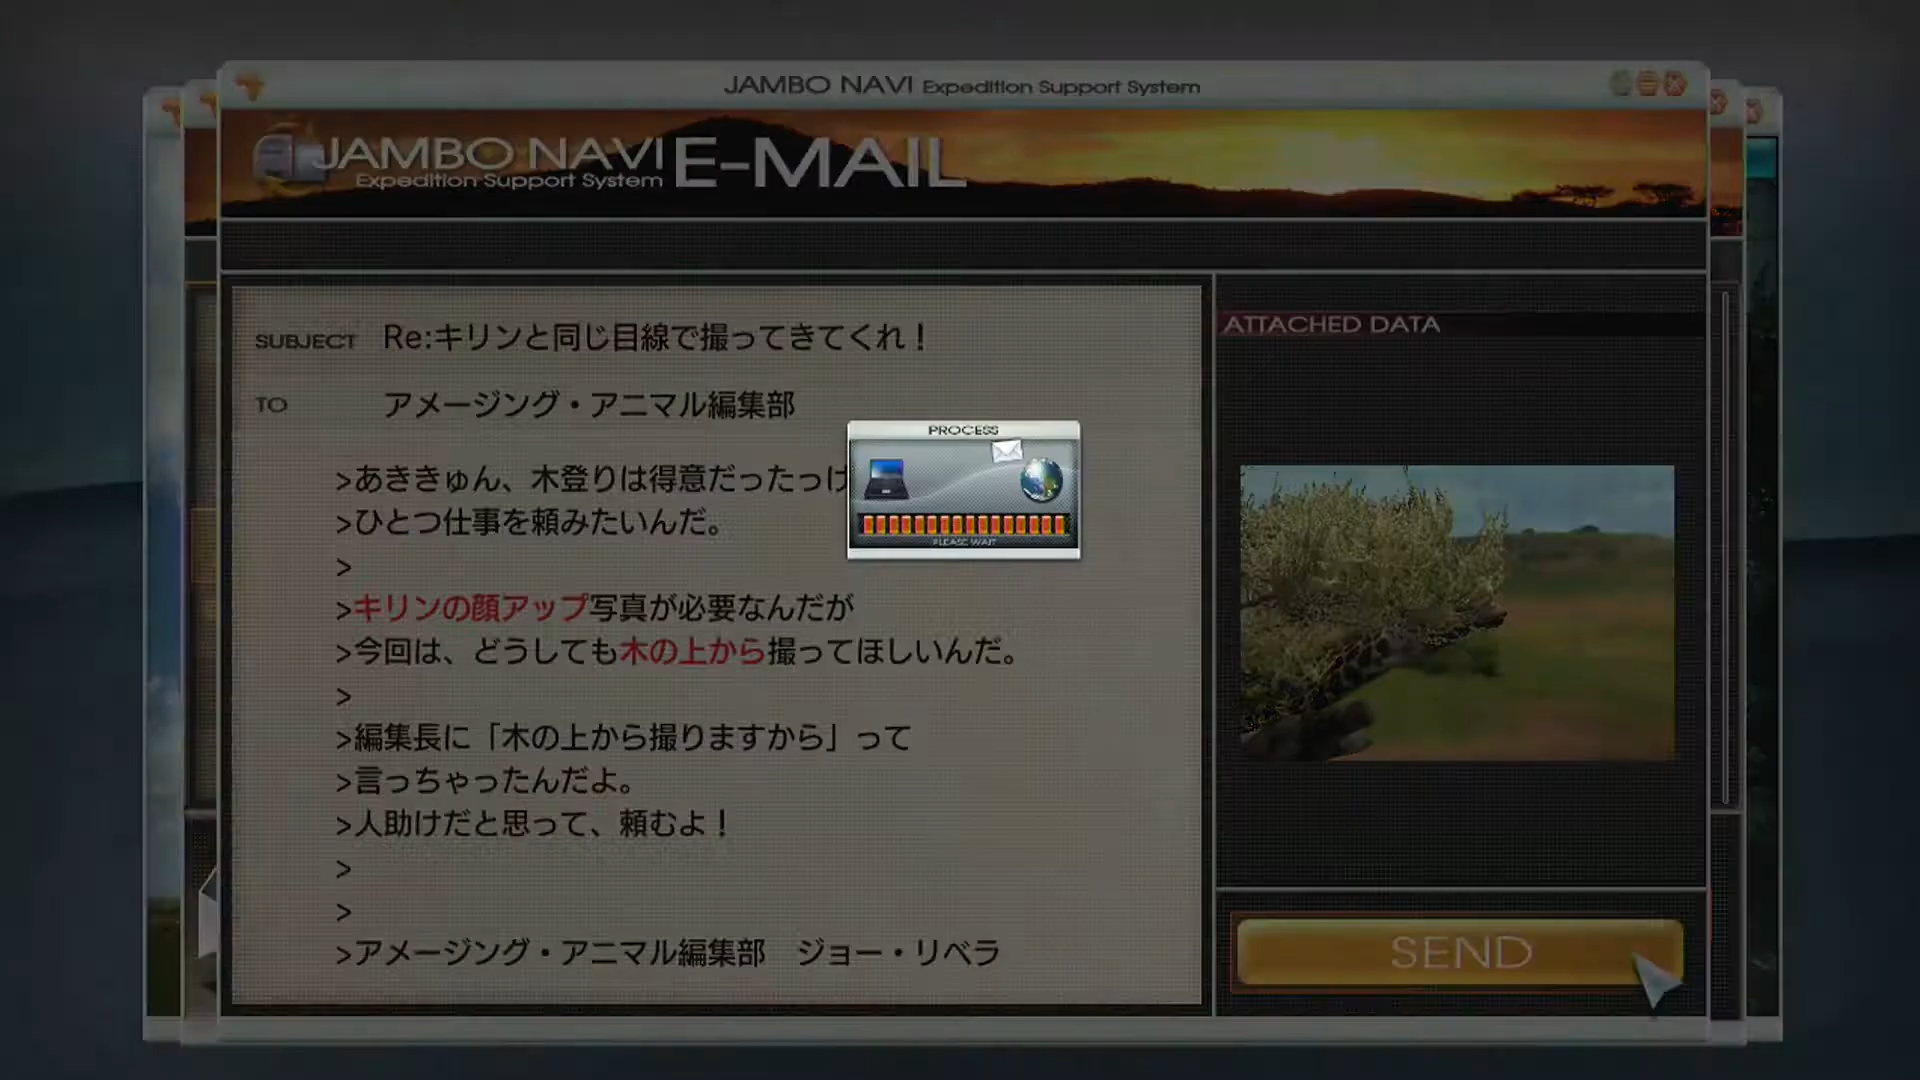 JAMBO NAVI Expedition Support System
JAMBO NAVI E-MAIL
Expedition Support System
SUBJECT Re:キリンと同じ目線で撮ってきてくれ！
ATTACHED DATA
TO アメージング・アニマル編集部
PROCESS
PLEASE WAIT
>あききゅん、木登りは得意だったっけ
>ひとつ仕事を頼みたいんだ。
>
>キリンの顔アップ写真が必要なんだが
>今回は、どうしても木の上から撮ってほしいんだ。
>
>編集長に「木の上から撮りますから」って
>言っちゃったんだよ。
>人助けだと思って、頼むよ！
>
>
>アメージング・アニマル編集部　ジョー・リベラ
SEND